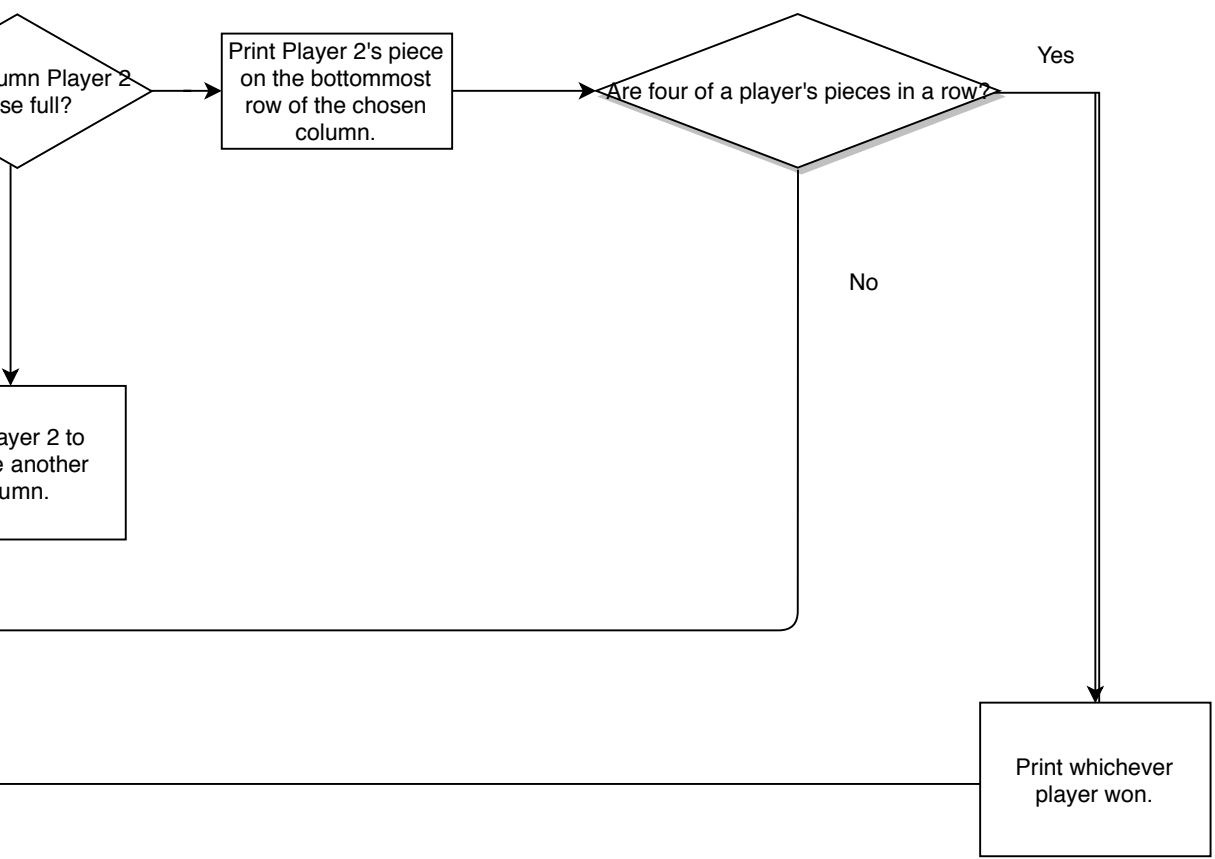 umn Player 2
se full?
Print Player 2's piece
on the bottommost
row of the chosen
column.
Are four of a player's pieces in a row?
Yes
No
ayer 2 to
e another
umn.
Print whichever
player won.